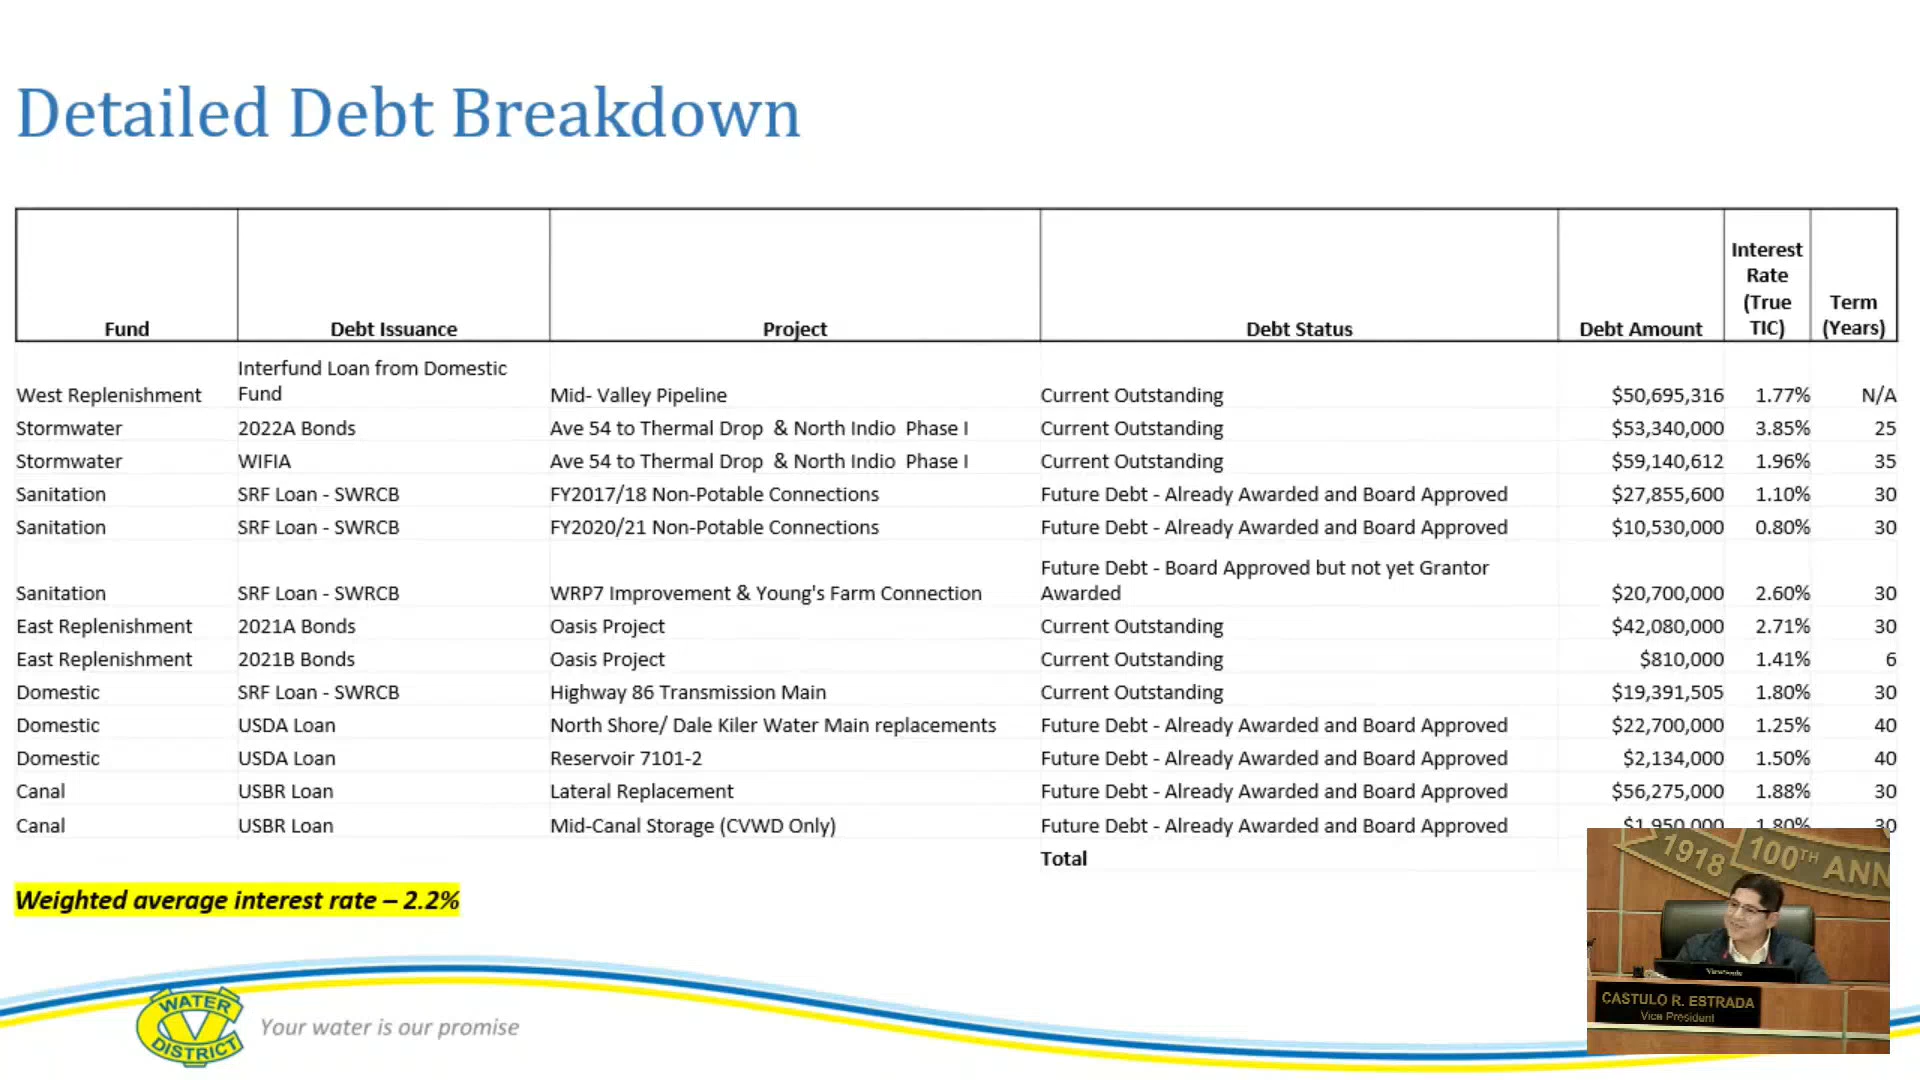 Detailed Debt Breakdown
Fund Debt Issuance Project Debt Status Debt Amount Interest Rate (True TIC) Term (Years)
West Replenishment Interfund Loan from Domestic Fund Mid- Valley Pipeline Current Outstanding $50,695,316 1.77% N/A
Stormwater 2022A Bonds Ave 54 to Thermal Drop & North Indio Phase I Current Outstanding $53,340,000 3.85% 25
Stormwater WIFIA Ave 54 to Thermal Drop & North Indio Phase I Current Outstanding $59,140,612 1.96% 35
Sanitation SRF Loan - SWRCB FY2017/18 Non-Potable Connections Future Debt - Already Awarded and Board Approved $27,855,600 1.10% 30
Sanitation SRF Loan - SWRCB FY2020/21 Non-Potable Connections Future Debt - Already Awarded and Board Approved $10,530,000 0.80% 30
Sanitation SRF Loan - SWRCB WRP7 Improvement & Young's Farm Connection Future Debt - Board Approved but not yet Grantor Awarded $20,700,000 2.60% 30
East Replenishment 2021A Bonds Oasis Project Current Outstanding $42,080,000 2.71% 30
East Replenishment 2021B Bonds Oasis Project Current Outstanding $810,000 1.41% 6
Domestic SRF Loan - SWRCB Highway 86 Transmission Main Current Outstanding $19,391,505 1.80% 30
Domestic USDA Loan North Shore/ Dale Kiler Water Main replacements Future Debt - Already Awarded and Board Approved $22,700,000 1.25% 40
Domestic USDA Loan Reservoir 7101-2 Future Debt - Already Awarded and Board Approved $2,134,000 1.50% 40
Canal USBR Loan Lateral Replacement Future Debt - Already Awarded and Board Approved $56,275,000 1.88% 30
Canal USBR Loan Mid-Canal Storage (CVWD Only) Future Debt - Already Awarded and Board Approved $1,950,000 1.80% 30
Total
Weighted average interest rate – 2.2%
WATER
CV
DISTRICT
Your water is our promise
1918 100TH ANN
ViewSonic
CASTULO R. ESTRADA
Vice President